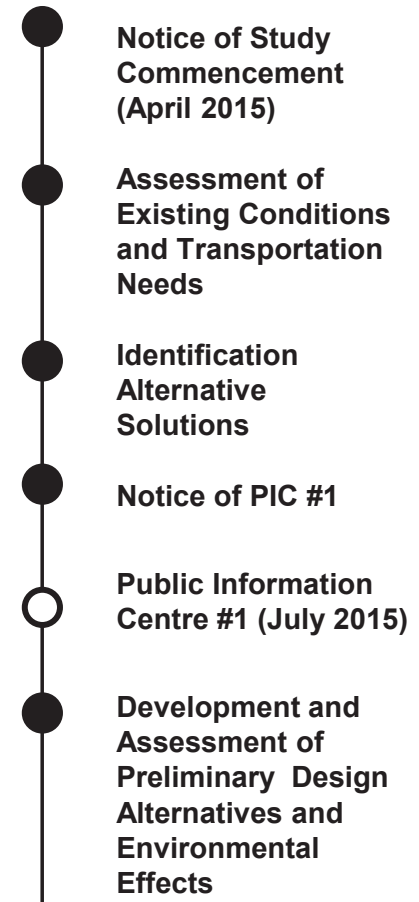 Notice of Study
Commencement
(April 2015)
Assessment of
Existing Conditions
and Transportation
Needs
Identification
Alternative
Solutions
Notice of PIC #1
Public Information
Centre #1 (July 2015)
Development and
Assessment of
Preliminary Design
Alternatives and
Environmental
Effects